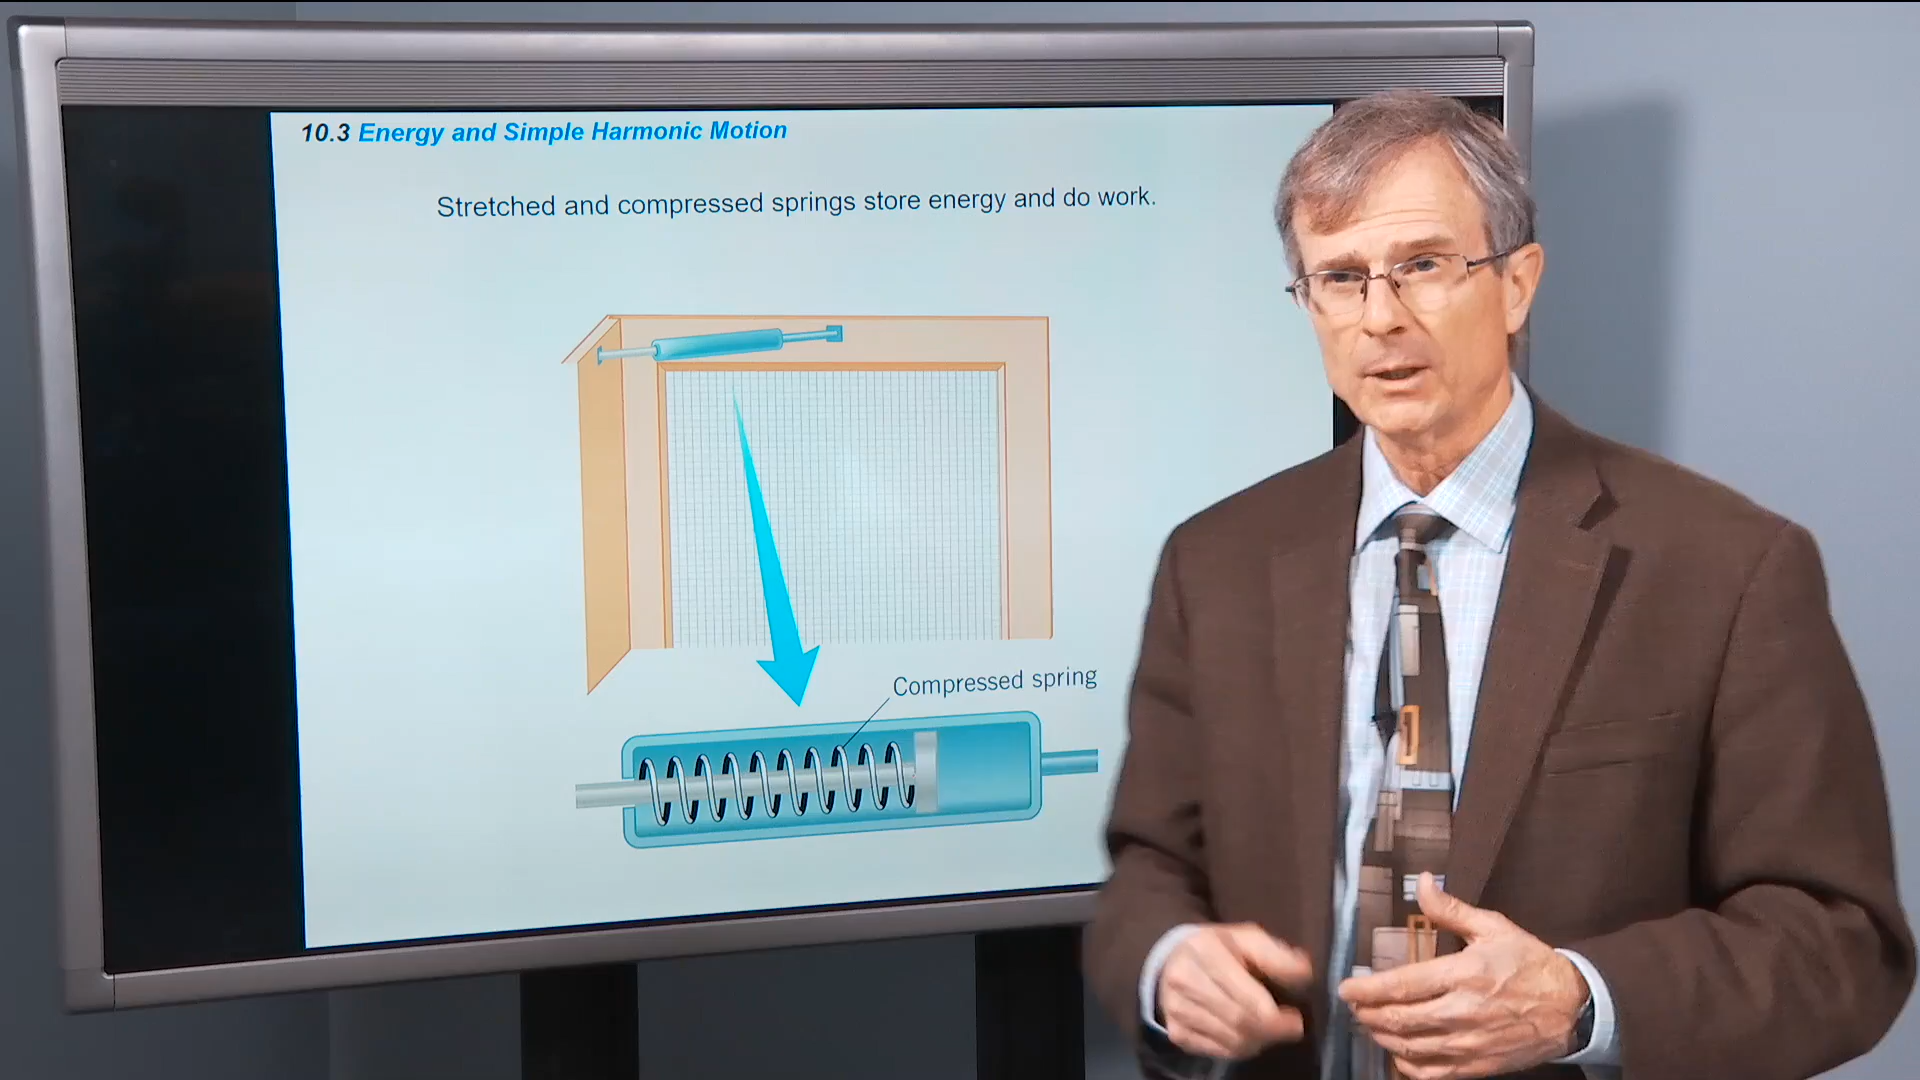 10.3 Energy and Simple Harmonic Motion
Stretched and compressed springs store energy and do work.
Compressed spring